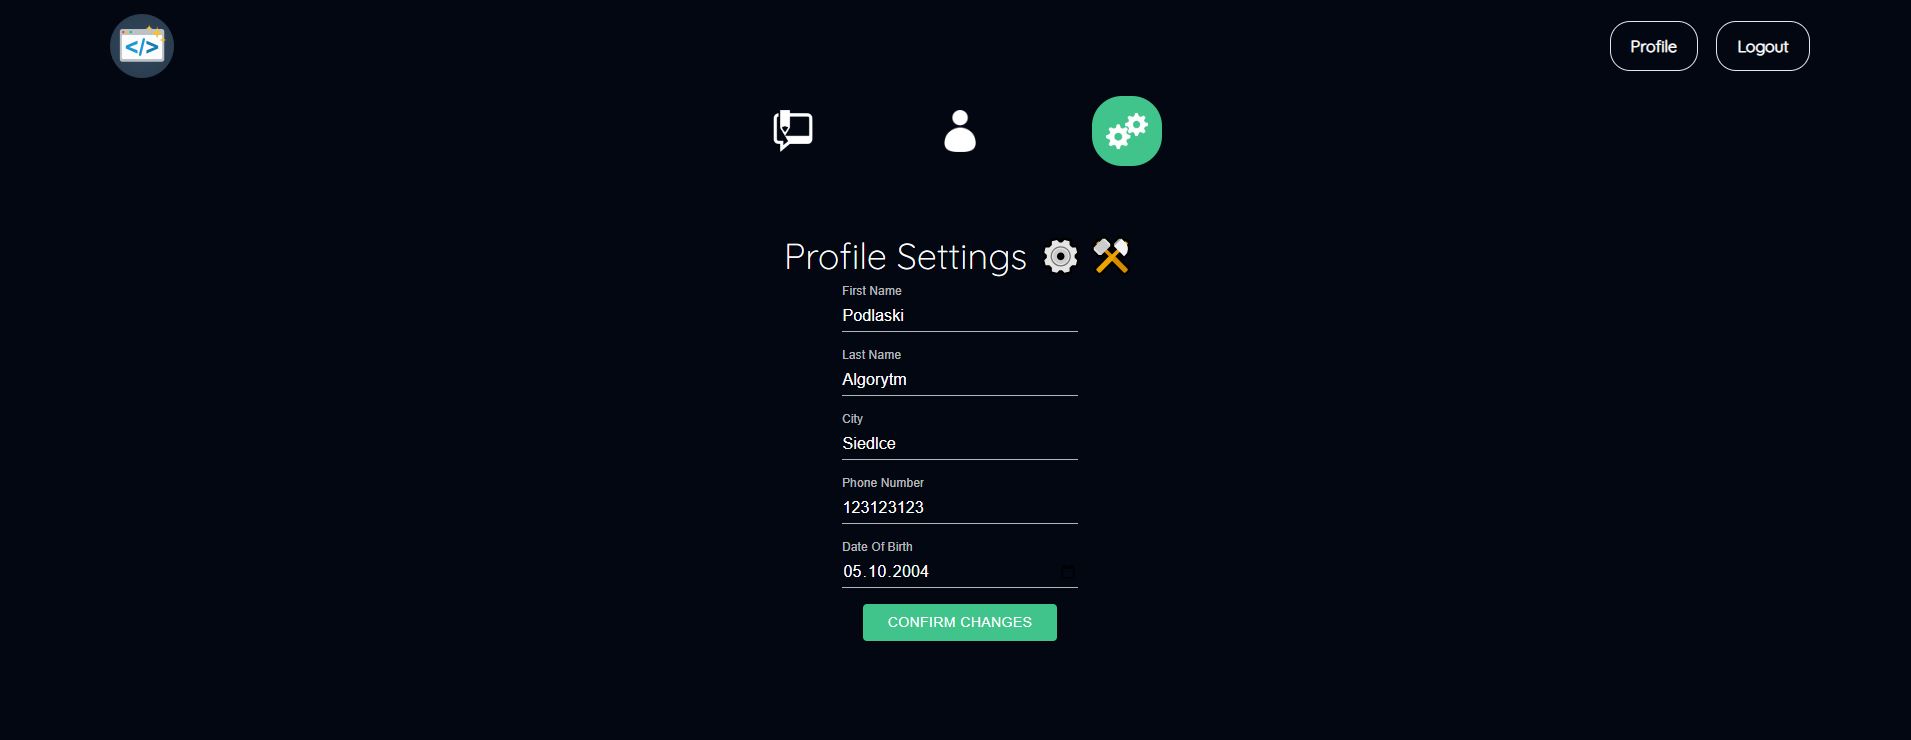 </>
Profile
Logout
Profile Settings
First Name
Podlaski
Last Name
Algorytm
City
Siedlce
Phone Number
123123123
Date Of Birth
05.10.2004
CONFIRM CHANGES